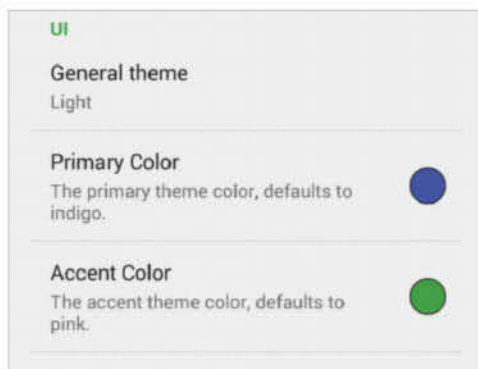 UI
General theme
Light
Primary Color
The primary theme color, defaults to
indigo.
Accent Color
The accent theme color, defaults to
pink.